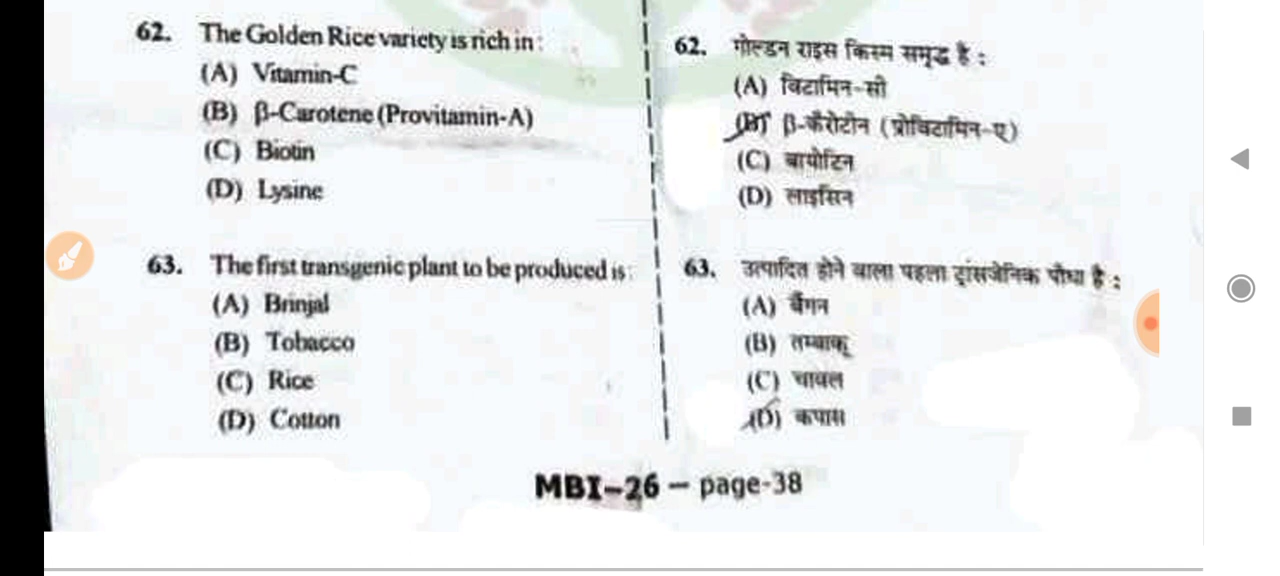 62. The Golden Rice variety is rich in :
(A) Vitamin-C
(B) β-Carotene (Provitamin-A)
(C) Biotin
(D) Lysine
63. The first transgenic plant to be produced is :
(A) Brinjal
(B) Tobacco
(C) Rice
(D) Cotton
62. गोल्डन राइस किस्म समृद्ध है :
(A) विटामिन-सी
(B) β-कैरोटीन (प्रोविटामिन-ए)
(C) बायोटिन
(D) लाइसिन
63. उत्पादित होने वाला पहला ट्रांसजेनिक पौधा है :
(A) बैंगन
(B) तम्बाकू
(C) चावल
(D) कपास
MBI-26 - page-38